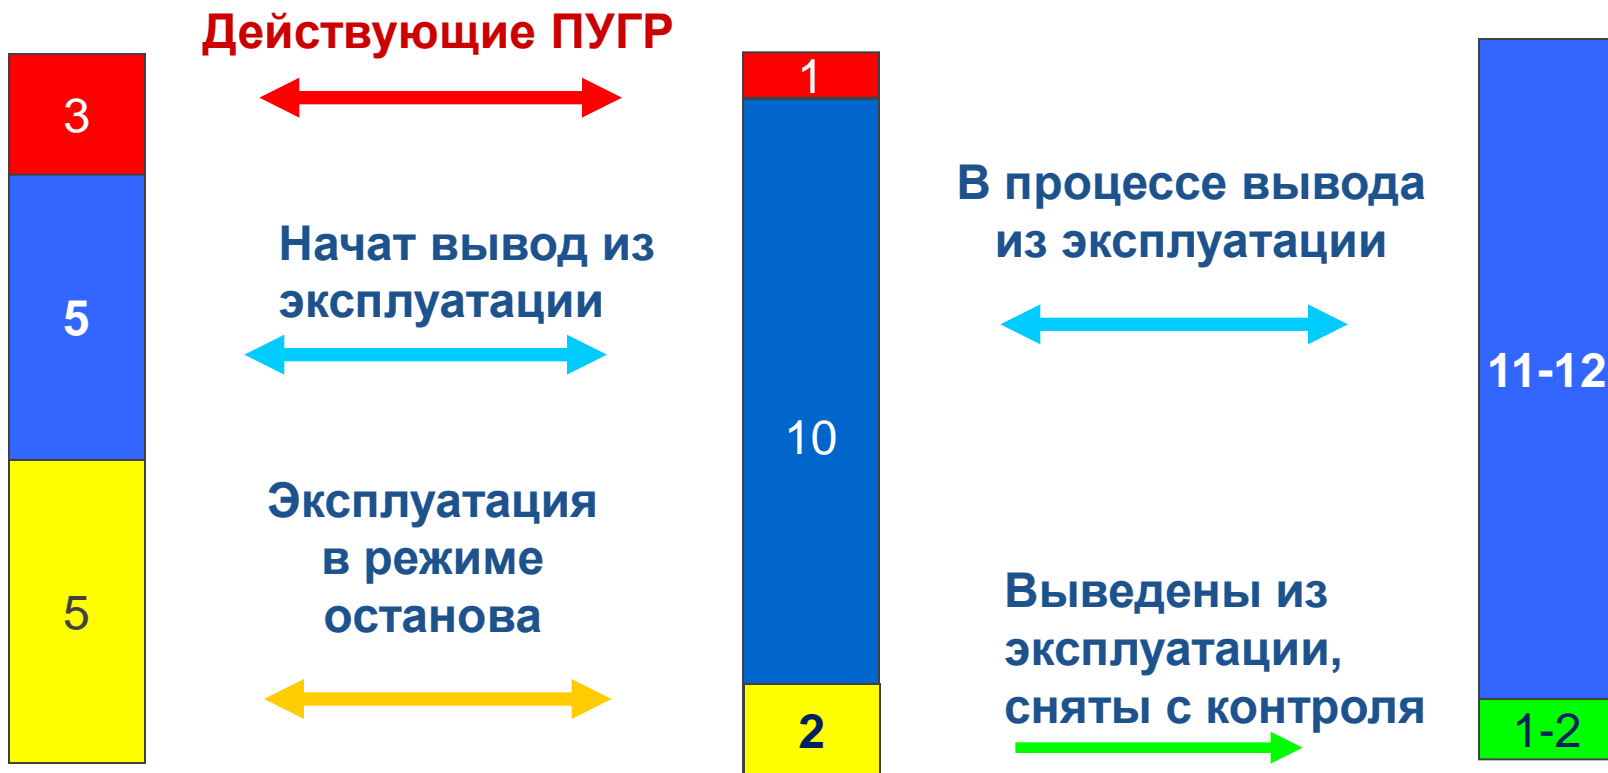 Действующие ПУГР
3
5
5
Начат вывод из
эксплуатации
Эксплуатация
в режиме
останова
1
10
2
В процессе вывода
из эксплуатации
Выведены из
эксплуатации,
сняты с контроля
11-12
1-2